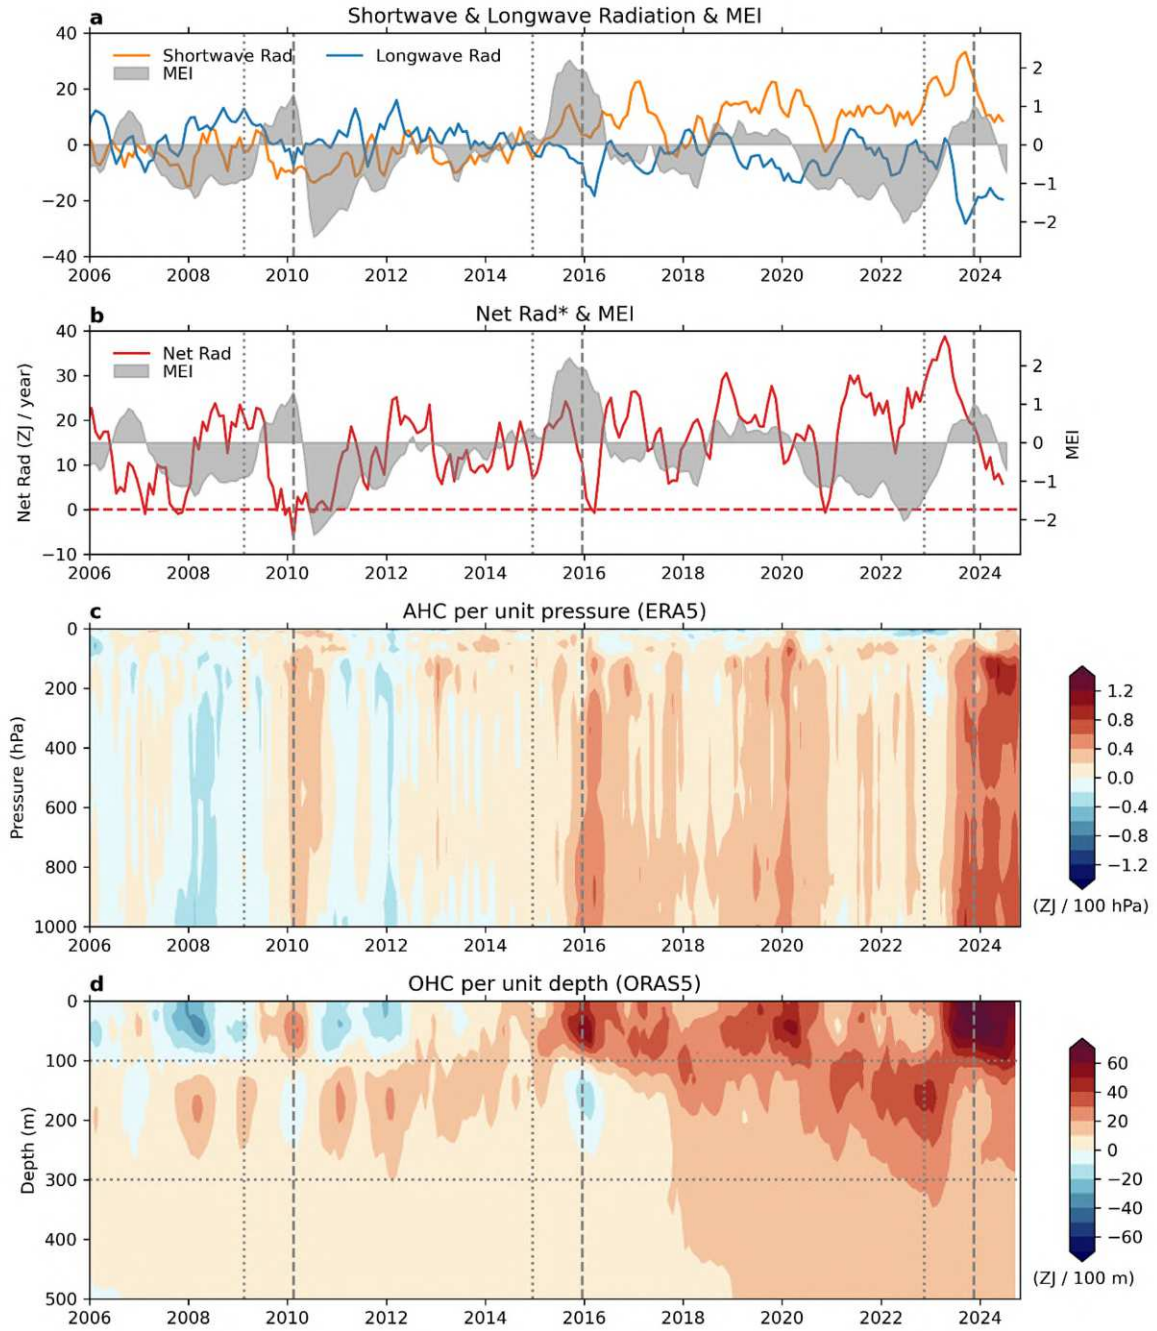 a Shortwave & Longwave Radiation & MEI
Shortwave Rad
Longwave Rad
MEI
40
20
0
−20
−40
2
1
0
−1
−2
2006 2008 2010 2012 2014 2016 2018 2020 2022 2024
b Net Rad* & MEI
Net Rad
MEI
Net Rad (ZJ / year)
40
30
20
10
0
−10
2
1
0
−1
−2
MEI
2006 2008 2010 2012 2014 2016 2018 2020 2022 2024
c AHC per unit pressure (ERA5)
Pressure (hPa)
0
200
400
600
800
1000
2006 2008 2010 2012 2014 2016 2018 2020 2022 2024
1.2
0.8
0.4
0.0
−0.4
−0.8
−1.2
(ZJ / 100 hPa)
d OHC per unit depth (ORAS5)
Depth (m)
0
100
200
300
400
500
2006 2008 2010 2012 2014 2016 2018 2020 2022 2024
60
40
20
0
−20
−40
−60
(ZJ / 100 m)